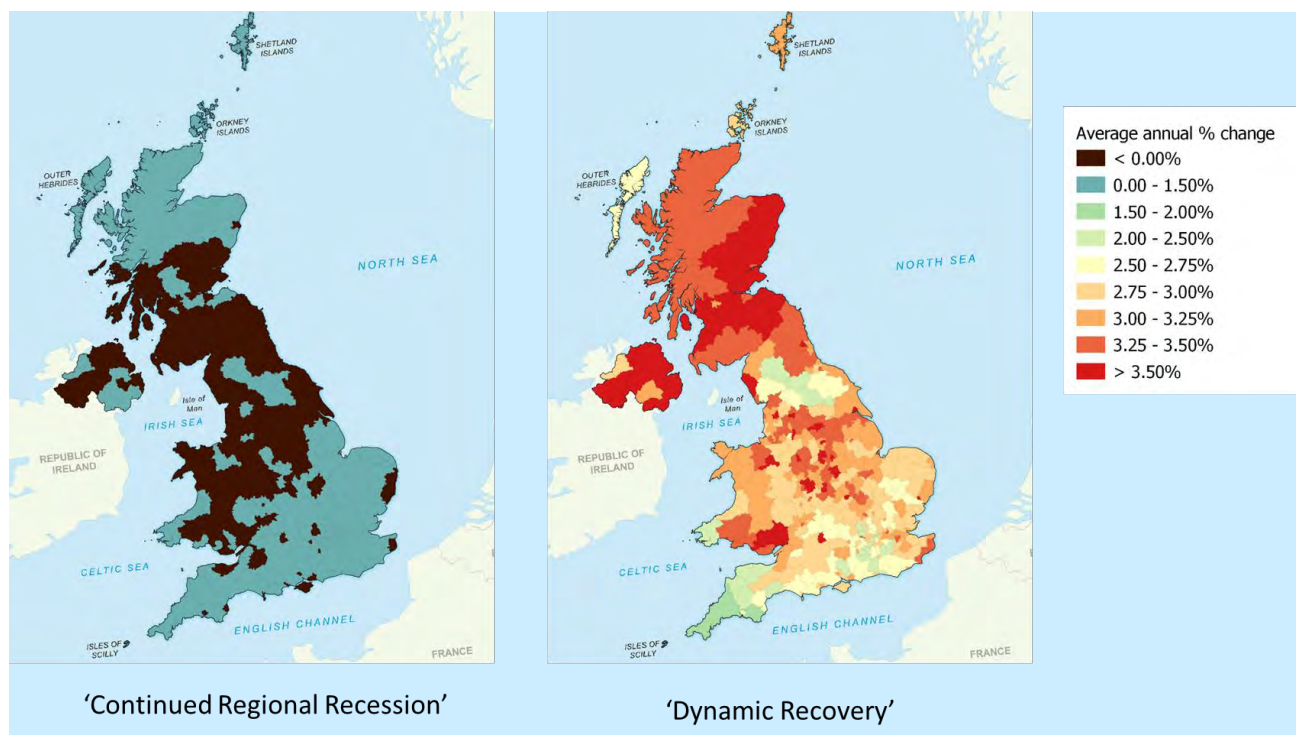 SHETLAND
ISLANDS
ORKNEY
ISLANDS
OUTER
HEBRIDES
NORTH SEA
Isle of
Man
IRISH SEA
REPUBLIC OF
IRELAND
CELTIC SEA
ENGLISH CHANNEL
ISLES OF
SCILLY
FRANCE
'Continued Regional Recession'
SHETLAND
ISLANDS
ORKNEY
ISLANDS
OUTER
HEBRIDES
NORTH SEA
Isle of
Man
IRISH SEA
REPUBLIC OF
IRELAND
CELTIC SEA
ENGLISH CHANNEL
ISLES OF
SCILLY
FRANCE
'Dynamic Recovery'
Average annual % change
< 0.00%
0.00 - 1.50%
1.50 - 2.00%
2.00 - 2.50%
2.50 - 2.75%
2.75 - 3.00%
3.00 - 3.25%
3.25 - 3.50%
> 3.50%